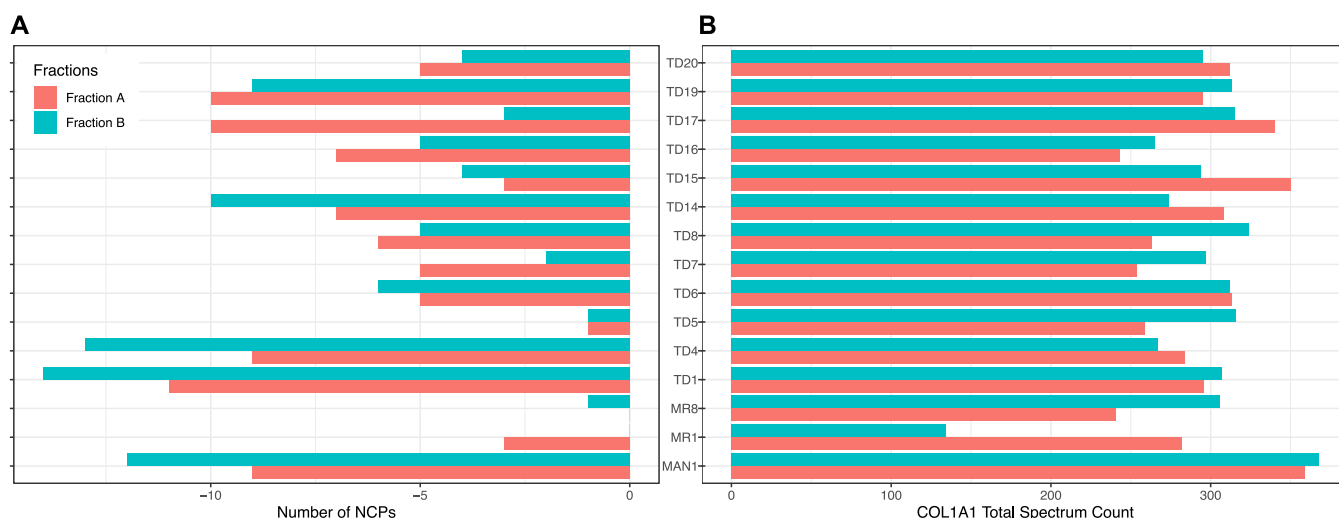 A
B
Fractions
Fraction A
Fraction B
TD20
TD19
TD17
TD16
TD15
TD14
TD8
TD7
TD6
TD5
TD4
TD1
MR8
MR1
MAN1
−10
−5
0
0
100
200
300
Number of NCPs
COL1A1 Total Spectrum Count